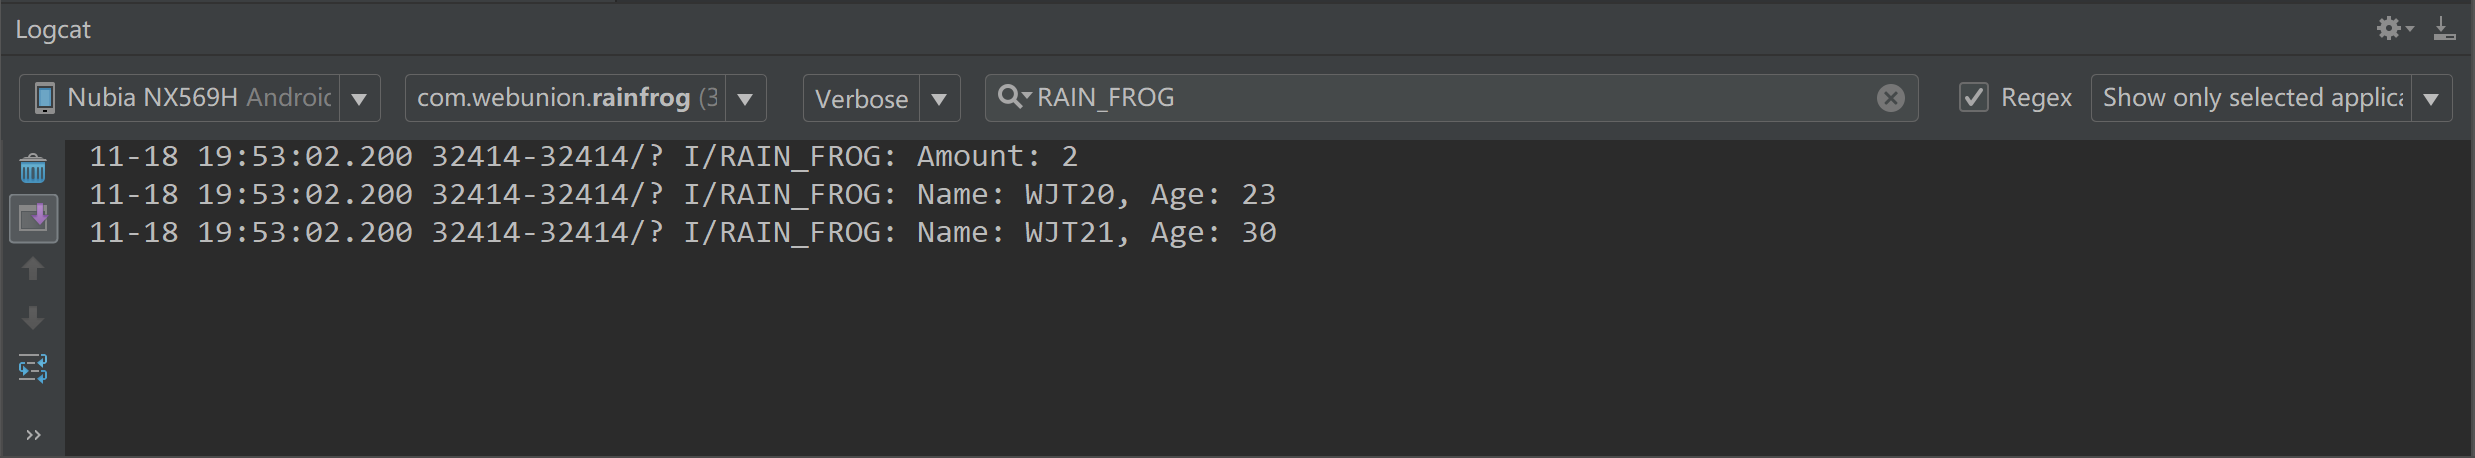 Logcat
Nubia NX569H Androic com.webunion.rainfrog (3 Verbose RAIN_FROG Regex Show only selected applica
11-18 19:53:02.200 32414-32414/? I/RAIN_FROG: Amount: 2
11-18 19:53:02.200 32414-32414/? I/RAIN_FROG: Name: WJT20, Age: 23
11-18 19:53:02.200 32414-32414/? I/RAIN_FROG: Name: WJT21, Age: 30